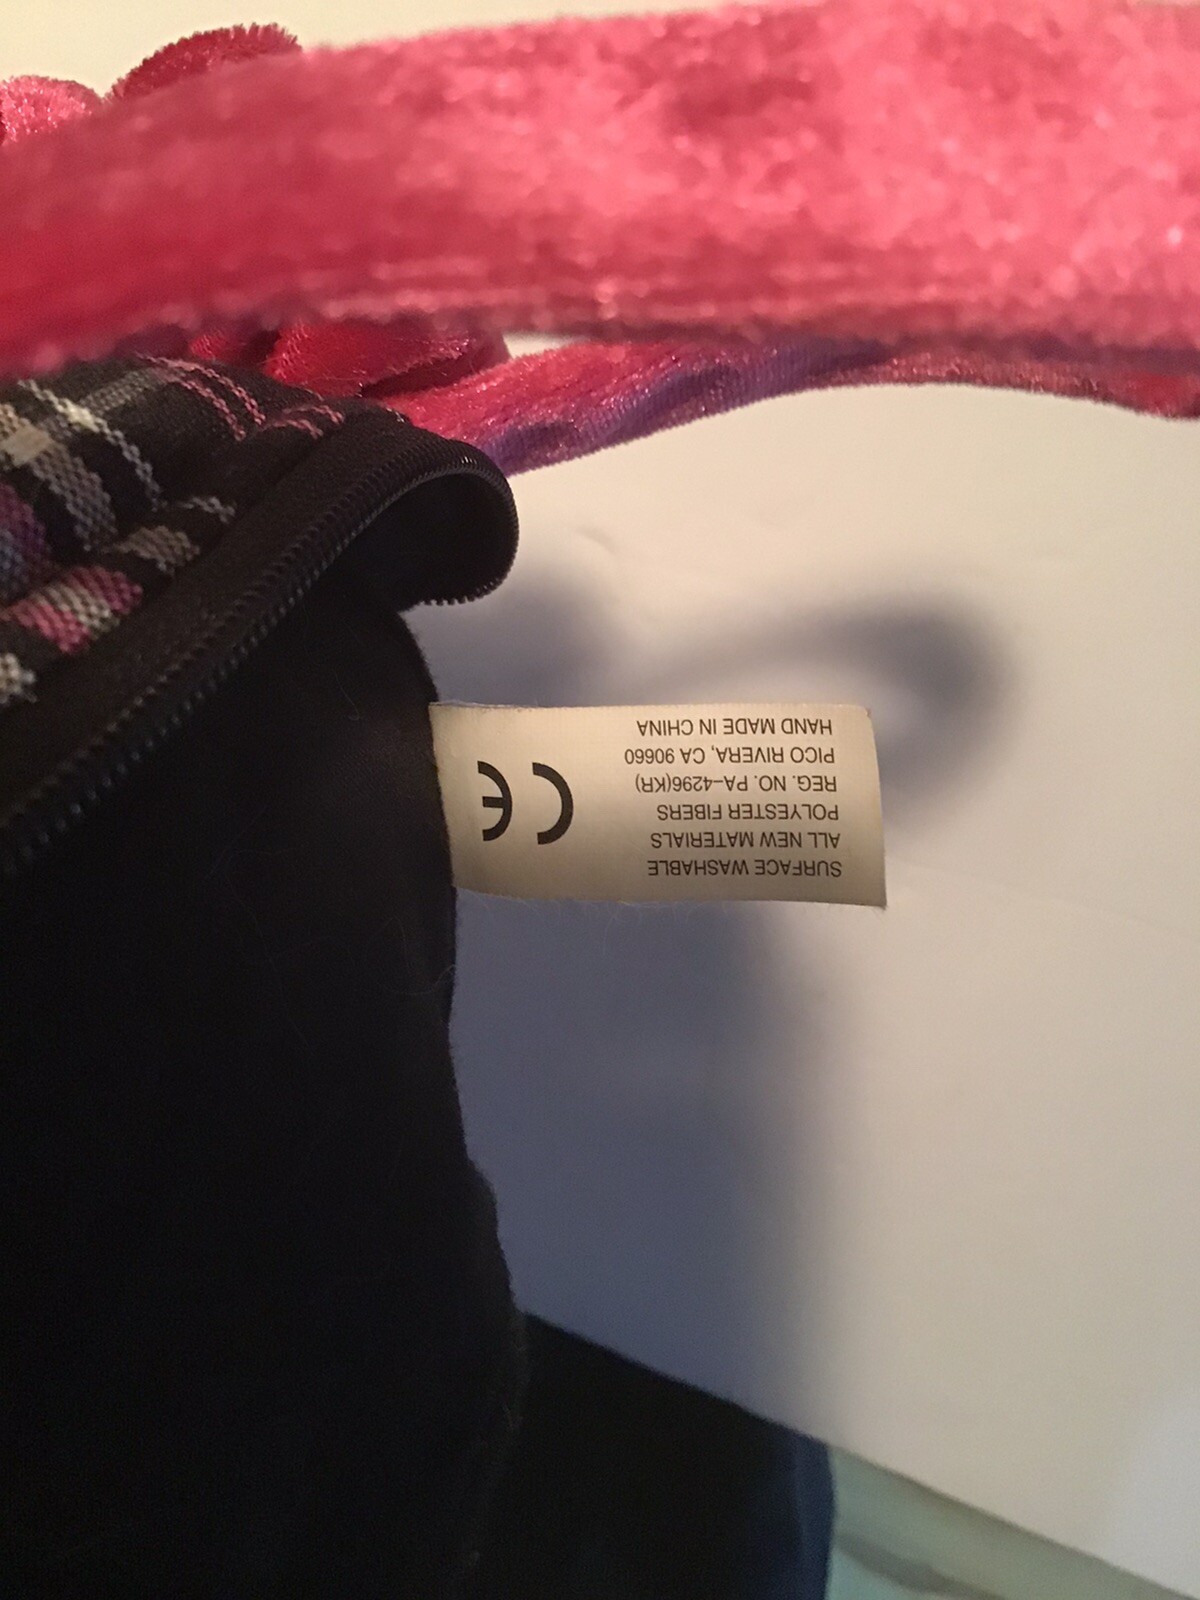 SURFACE WASHABLE
ALL NEW MATERIALS
POLYESTER FIBERS
REG. NO. PA-4296(KR)
PICO RIVERA, CA 90660
HAND MADE IN CHINA
CE